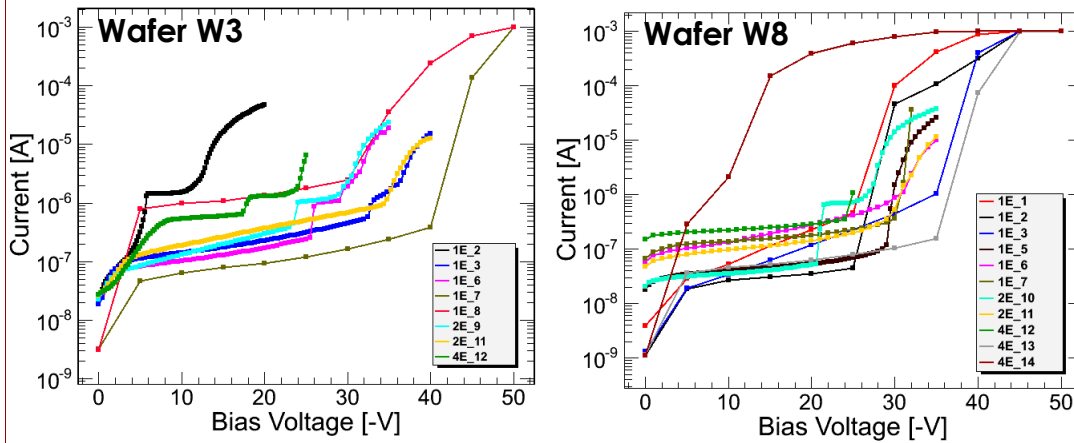 Wafer W3
Current [A]
10⁻³
10⁻⁴
10⁻⁵
10⁻⁶
10⁻⁷
10⁻⁸
10⁻⁹
0 10 20 30 40 50
Bias Voltage [-V]
1E_2
1E_3
1E_6
1E_7
1E_8
2E_9
2E_11
4E_12
Wafer W8
Current [A]
10⁻³
10⁻⁴
10⁻⁵
10⁻⁶
10⁻⁷
10⁻⁸
10⁻⁹
0 10 20 30 40 50
Bias Voltage [-V]
1E_1
1E_2
1E_3
1E_5
1E_6
1E_7
2E_10
2E_11
4E_12
4E_13
4E_14